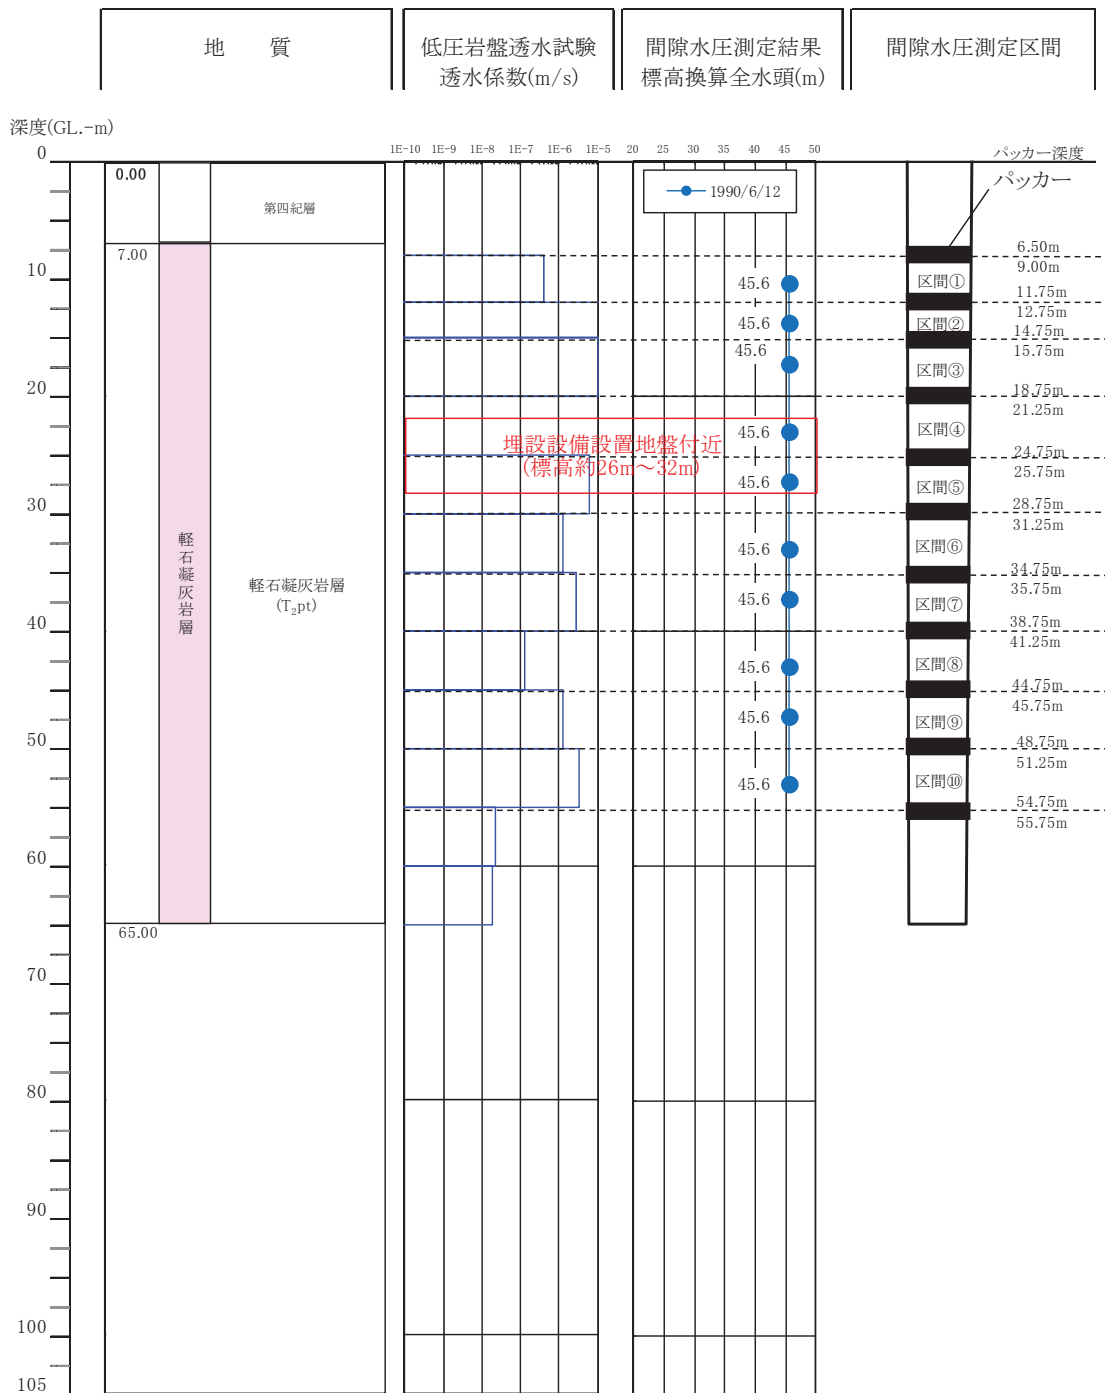 地　質
低圧岩盤透水試験
透水係数(m/s)
間隙水圧測定結果
標高換算全水頭(m)
間隙水圧測定区間
深度(GL.-m)
0
10
20
30
40
50
60
70
80
90
100
105
0.00
第四紀層
7.00
軽石凝灰岩層
軽石凝灰岩層
(T₂pt)
65.00
1E-10 1E-9 1E-8 1E-7 1E-6 1E-5
20 25 30 35 40 45 50
1990/6/12
45.6
45.6
45.6
45.6
45.6
45.6
45.6
45.6
45.6
45.6
埋設設備設置地盤付近
(標高約26m～32m)
パッカー深度
パッカー
区間①
区間②
区間③
区間④
区間⑤
区間⑥
区間⑦
区間⑧
区間⑨
区間⑩
6.50m
9.00m
11.75m
12.75m
14.75m
15.75m
18.75m
21.25m
24.75m
25.75m
28.75m
31.25m
34.75m
35.75m
38.75m
41.25m
44.75m
45.75m
48.75m
51.25m
54.75m
55.75m